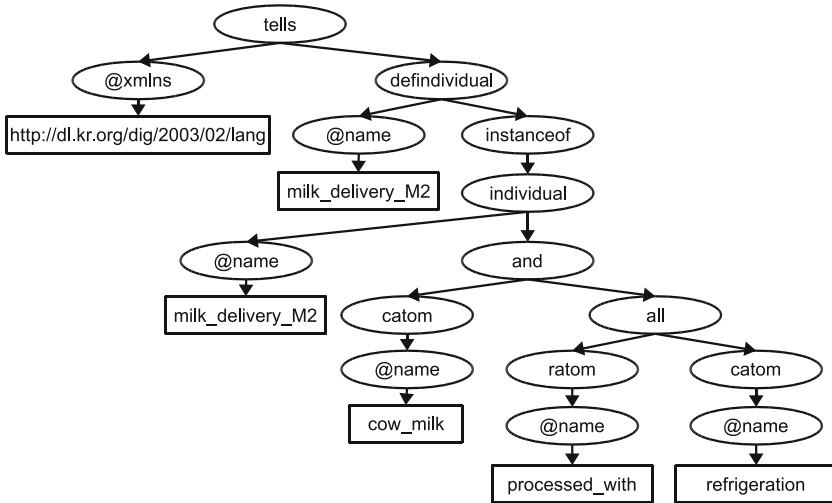 tells
@xmlns
defindividual
http://dl.kr.org/dig/2003/02/lang
@name
instanceof
milk_delivery_M2
individual
@name
and
milk_delivery_M2
catom
all
@name
ratom
catom
cow_milk
@name
@name
processed_with
refrigeration